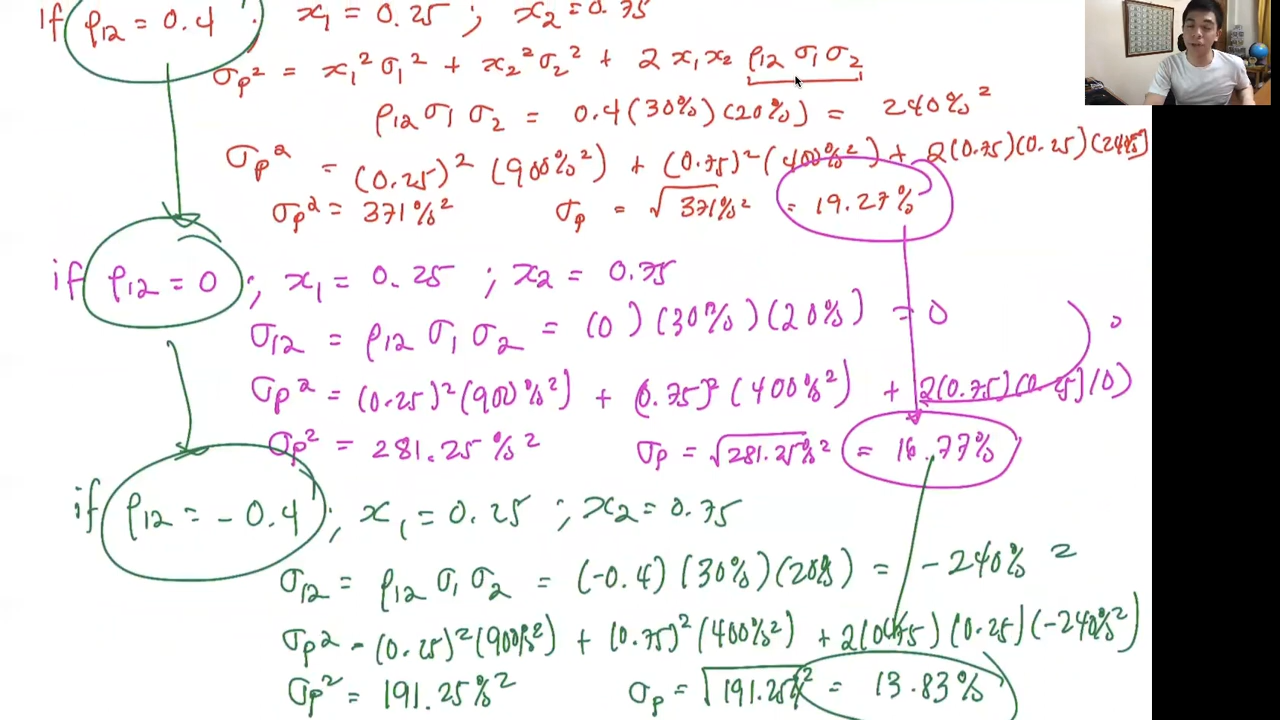 if ρ12 = 0.4 ; x1 = 0.25 ; x2 = 0.75
σp² = x1²σ1² + x2²σ2² + 2 x1x2 ρ12 σ1 σ2
ρ12 σ1 σ2 = 0.4 (30%) (20%) = 240%²
σp² = (0.25)² (900%²) + (0.75)² (400%²) + 2(0.75)(0.25)(240%²)
σp² = 371%² σp = √371%² = 19.27%
if ρ12 = 0 ; x1 = 0.25 ; x2 = 0.75
σ12 = ρ12 σ1 σ2 = (0) (30%) (20%) = 0
0
σp² = (0.25)² (900%²) + (0.75)² (400%²) + 2(0.75)(0.25)(0)
σp² = 281.25%² σp = √281.25%² = 16.77%
if ρ12 = -0.4 ; x1 = 0.25 ; x2 = 0.75
σ12 = ρ12 σ1 σ2 = (-0.4) (30%) (20%) = -240%²
σp² = (0.25)² (900%²) + (0.75)² (400%²) + 2(0.75) (0.25) (-240%²)
σp² = 191.25%² σp = √191.25%² = 13.83%